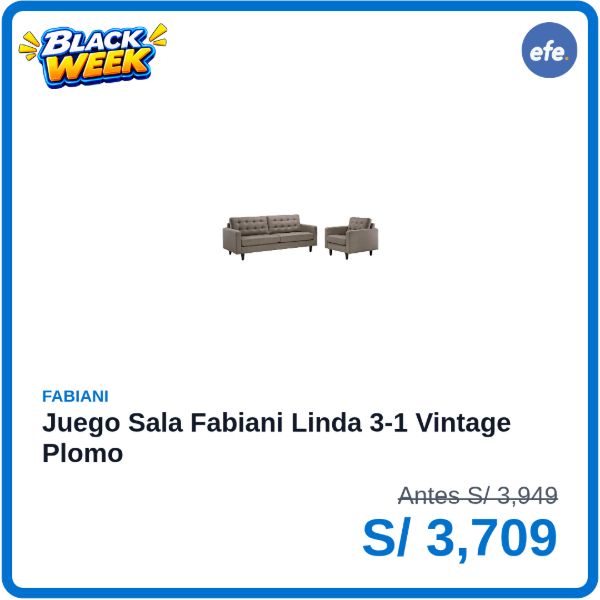 BLACK
WEEK
efe.
FABIANI
Juego Sala Fabiani Linda 3-1 Vintage
Plomo
Antes S/ 3,949
S/ 3,709